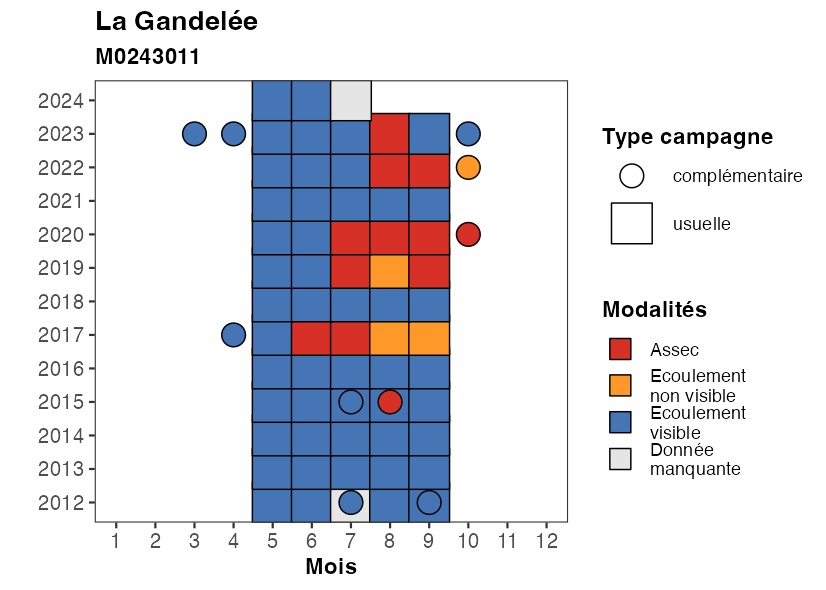 La Gandelée
M0243011
2024
2023
2022
2021
2020
2019
2018
2017
2016
2015
2014
2013
2012
1 2 3 4 5 6 7 8 9 10 11 12
Mois
Type campagne
complémentaire
usuelle
Modalités
Assec
Ecoulement
non visible
Ecoulement
visible
Donnée
manquante